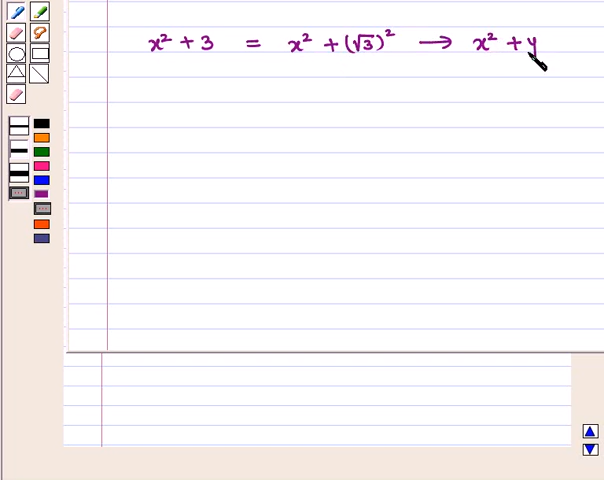 x² + 3 = x² + (√3)² → x² + y